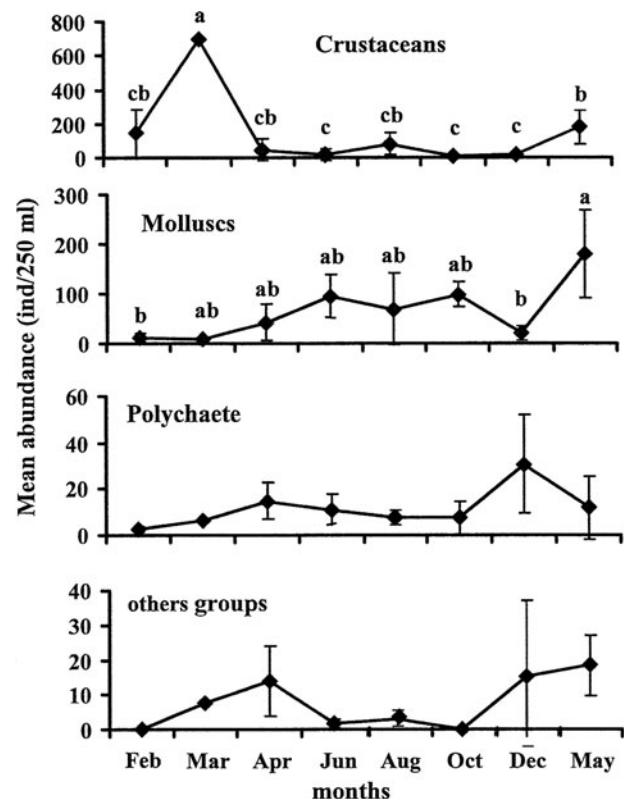 Mean abundance (ind/250 ml)
Crustaceans
800
600
400
200
0
cb a cb c cb c c b
Molluscs
300
200
100
0
b ab ab ab ab ab b a
Polychaete
60
40
20
0
others groups
40
30
20
10
0
Feb Mar Apr Jun Aug Oct Dec May
months